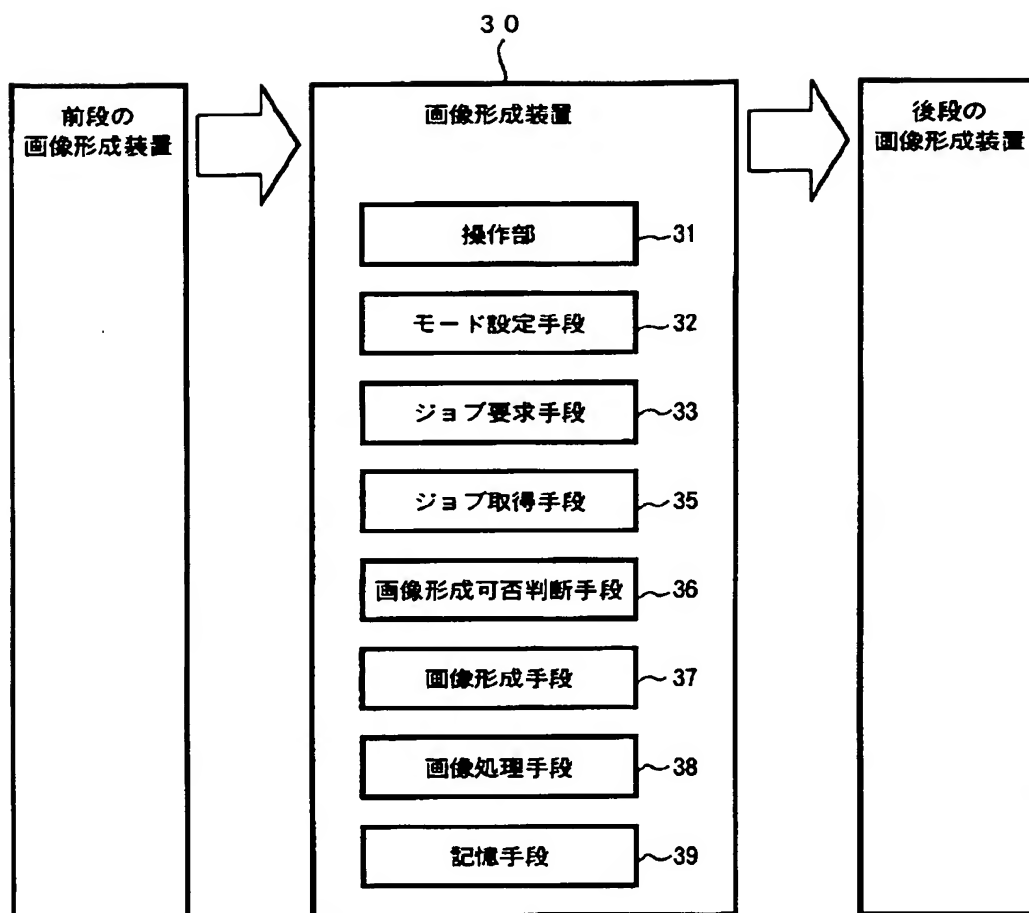 30
前段の
画像形成装置
画像形成装置
後段の
画像形成装置
操作部 31
モード設定手段 32
ジョブ要求手段 33
ジョブ取得手段 35
画像形成可否判断手段 36
画像形成手段 37
画像処理手段 38
記憶手段 39